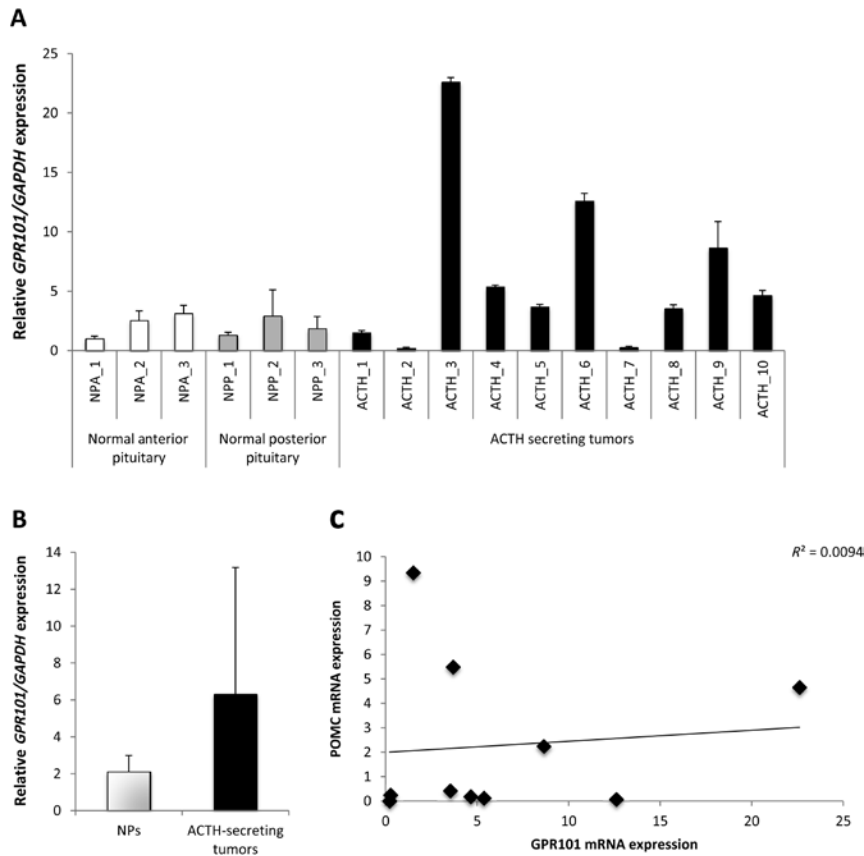 A
Relative GPR101/GAPDH expression
25
20
15
10
5
0
NPA_1
NPA_2
NPA_3
NPP_1
NPP_2
NPP_3
ACTH_1
ACTH_2
ACTH_3
ACTH_4
ACTH_5
ACTH_6
ACTH_7
ACTH_8
ACTH_9
ACTH_10
Normal anterior
pituitary
Normal posterior
pituitary
ACTH secreting tumors
B
Relative GPR101/GAPDH expression
14
12
10
8
6
4
2
0
NPs
ACTH-secreting
tumors
C
R² = 0.0094
POMC mRNA expression
10
9
8
7
6
5
4
3
2
1
0
0
5
10
15
20
25
GPR101 mRNA expression